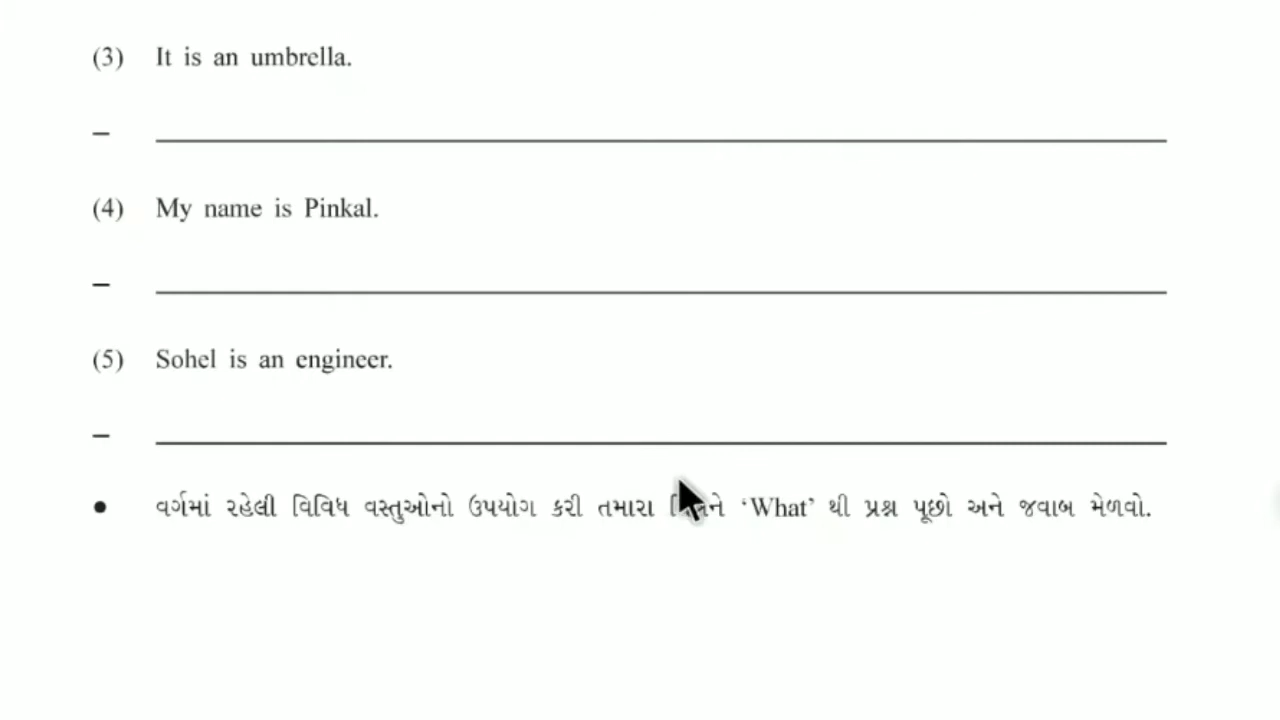 (3) It is an umbrella.
–
(4) My name is Pinkal.
–
(5) Sohel is an engineer.
–
• વર્ગમાં રહેલી વિવિધ વસ્તુઓનો ઉપયોગ કરી તમારા ‘What’ થી પ્રશ્ન પૂછો અને જવાબ મેળવો.